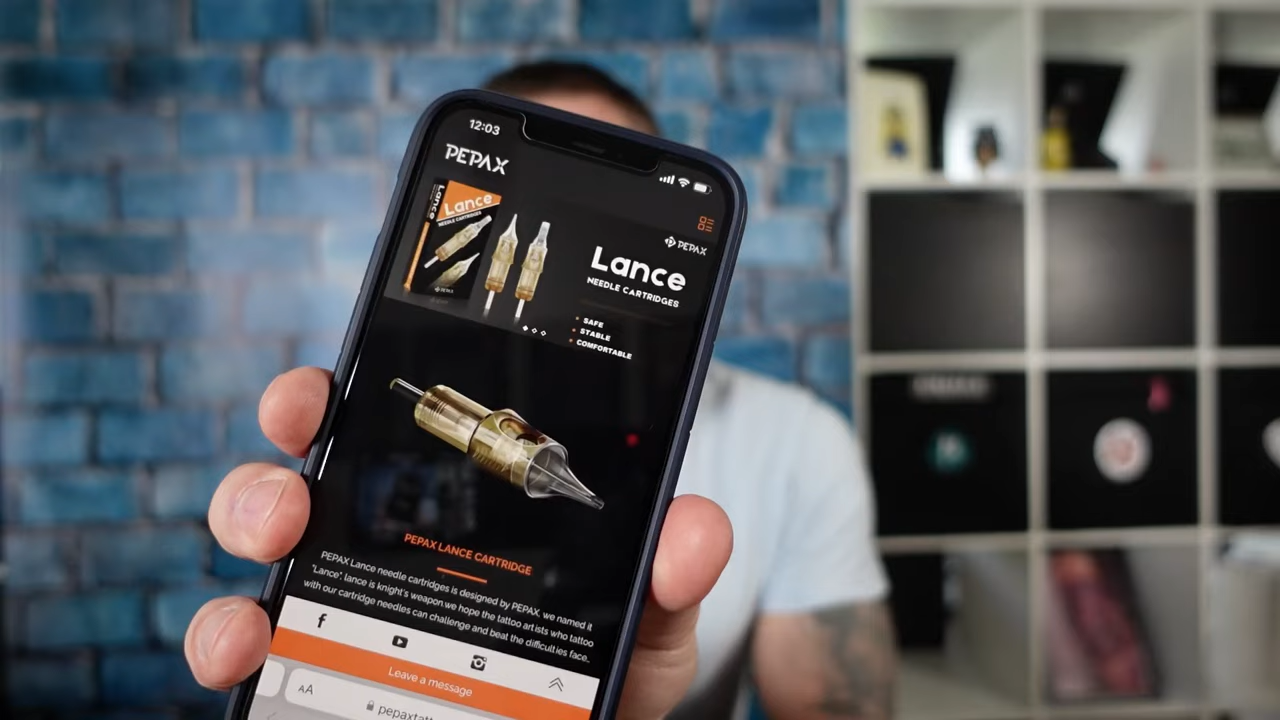 12:03
PEPAX
Lance
Lance
NEEDLE CARTRIDGES
PEPAX
Lance
NEEDLE CARTRIDGES
SAFE
STABLE
COMFORTABLE
PEPAX LANCE CARTRIDGE
PEPAX Lance needle cartridges is designed by PEPAX, we named it
"Lance", lance is knight's weapon.we hope the tattoo artists who tattoo
with our cartridge needles can challenge and beat the difficulties face..
Leave a message
AA
pepaxtatt